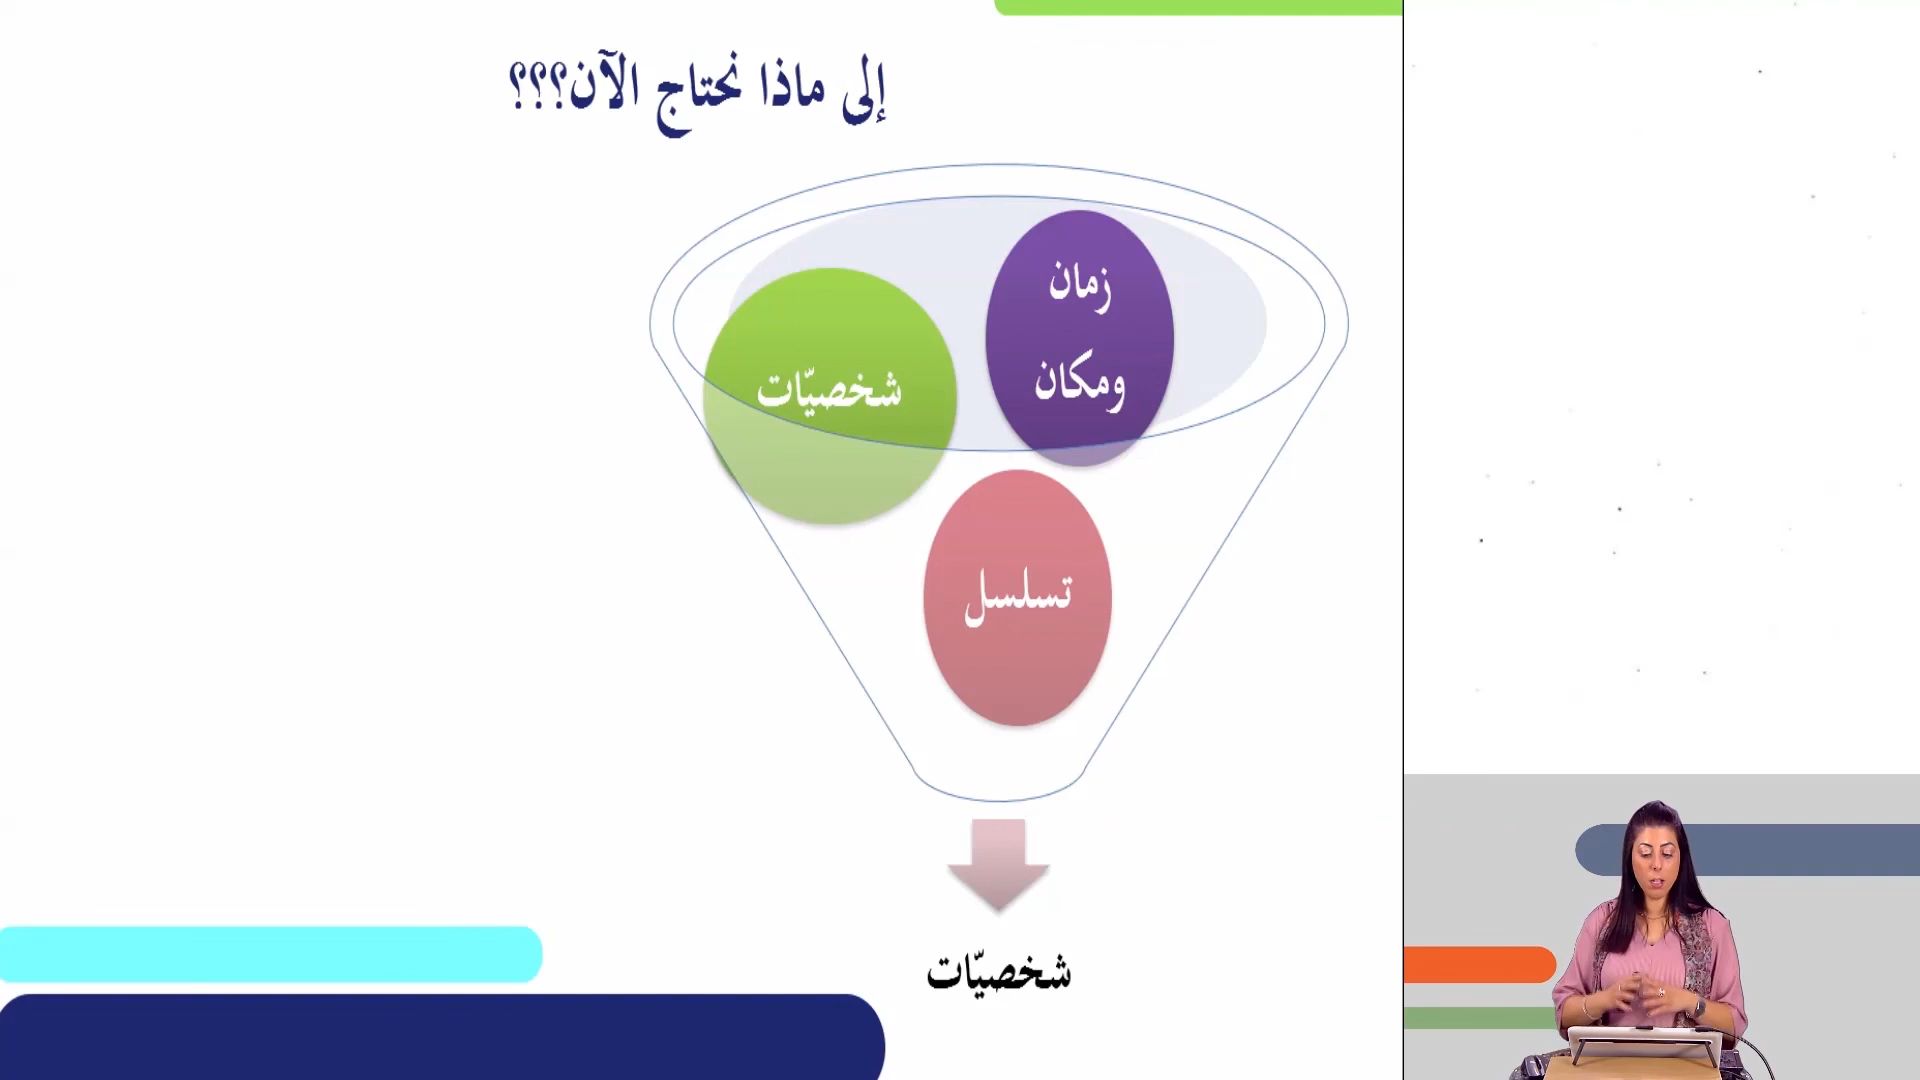 إلى ماذا نحتاج الآن؟؟؟
زمان
ومكان
شخصيّات
تسلسل
شخصيّات